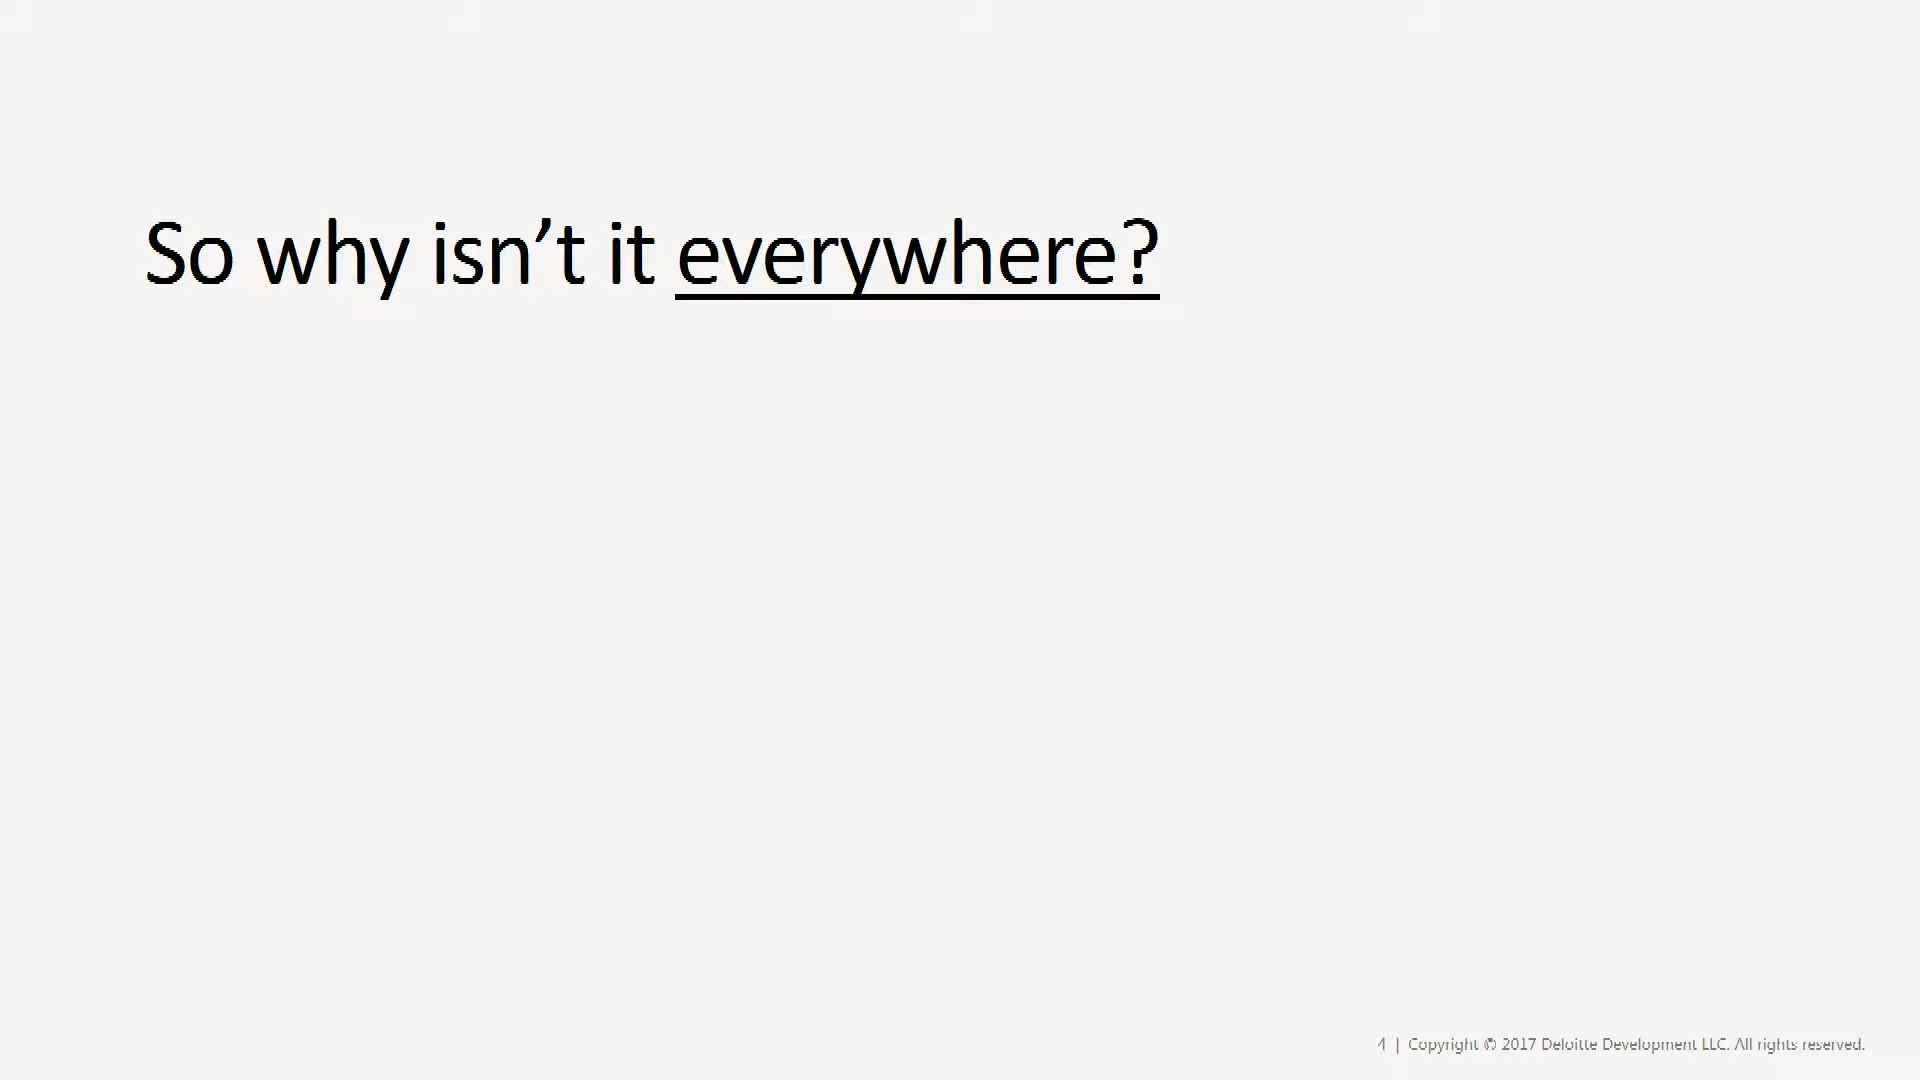 So why isn’t it everywhere?
4 | Copyright © 2017 Deloitte Development LLC. All rights reserved.